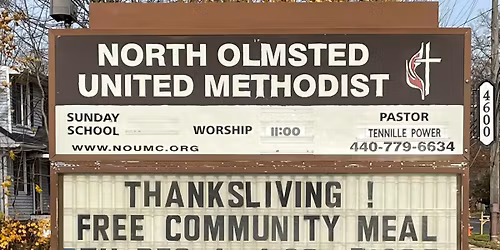 NORTH OLMSTED
UNITED METHODIST
SUNDAY
SCHOOL
WORSHIP 11:00
PASTOR
TENNILLE POWER
WWW.NOUMC.ORG
440-779-6634
4600
THANKSLIVING !
FREE COMMUNITY MEAL